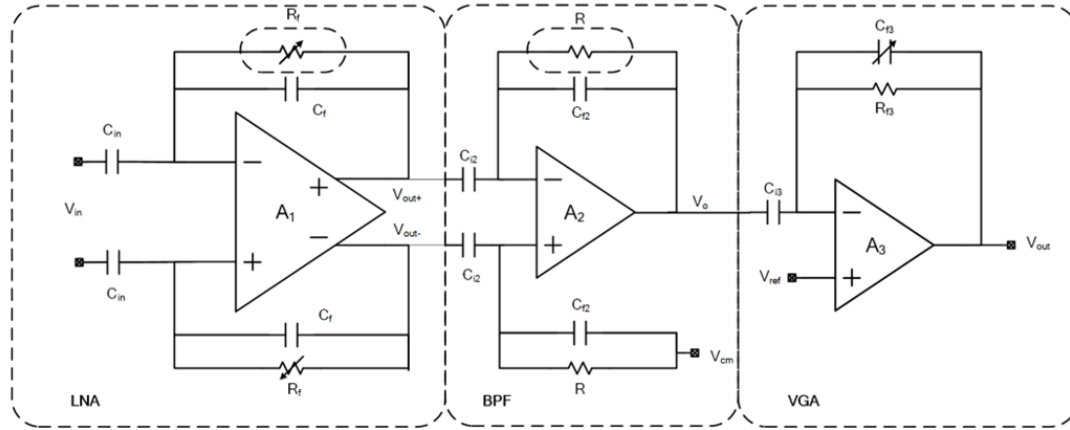 Rf
Cf
Cin
Vin
Cin
A1
Vout+
Vout-
Cf
Rf
LNA
R
Cf2
Ci2
A2
Ci2
Vo
Cf2
R
Vcm
BPF
Cf3
Rf3
Ci3
A3
Vref
Vout
VGA